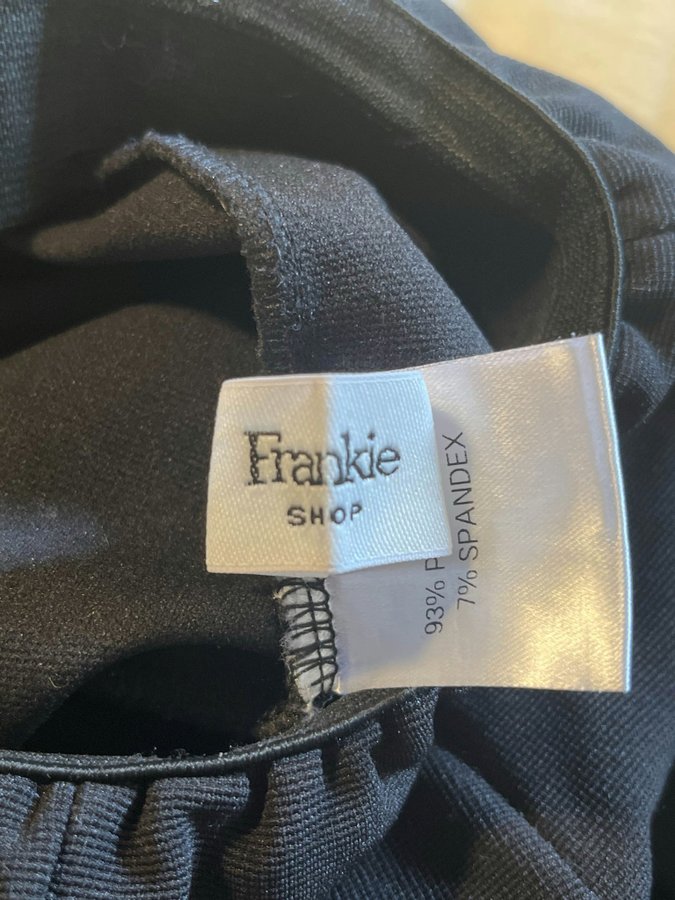 Frankie
SHOP
93%
7% SPANDEX